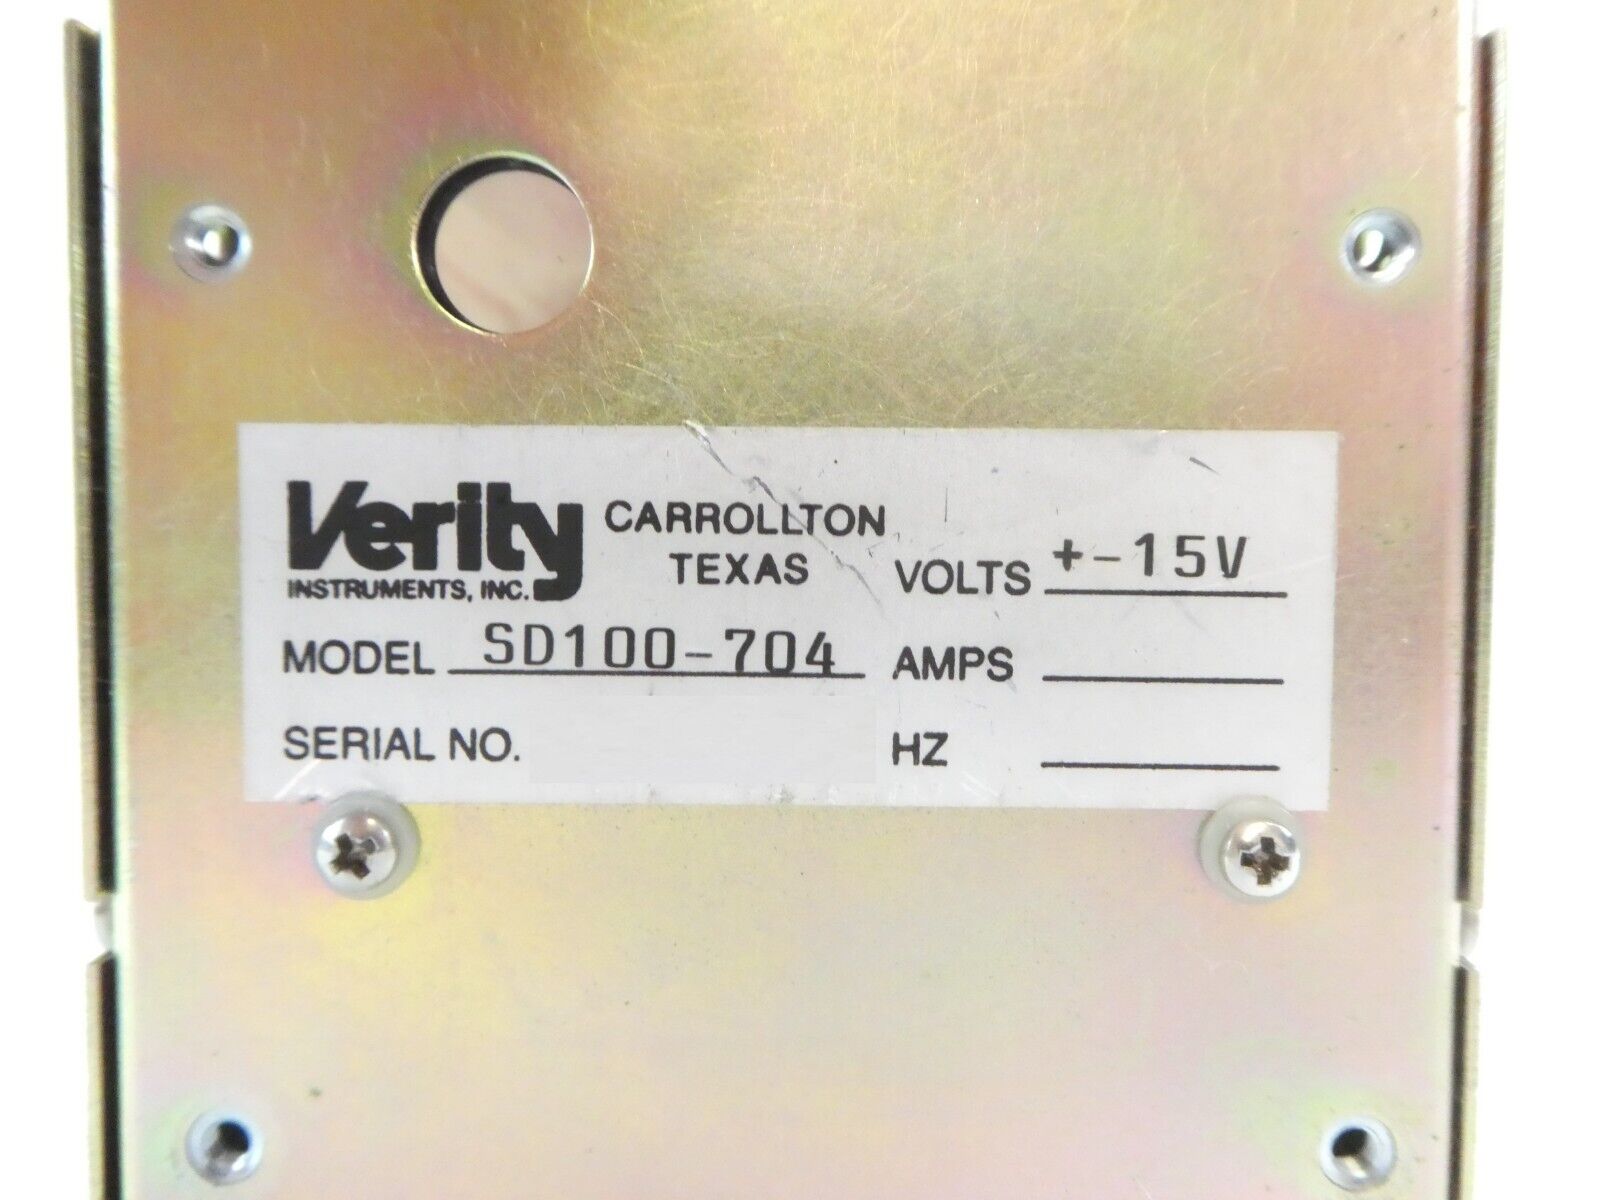 Verity
INSTRUMENTS, INC.
CARROLLTON
TEXAS
VOLTS +-15V
MODEL SD100-704
AMPS
SERIAL NO.
HZ